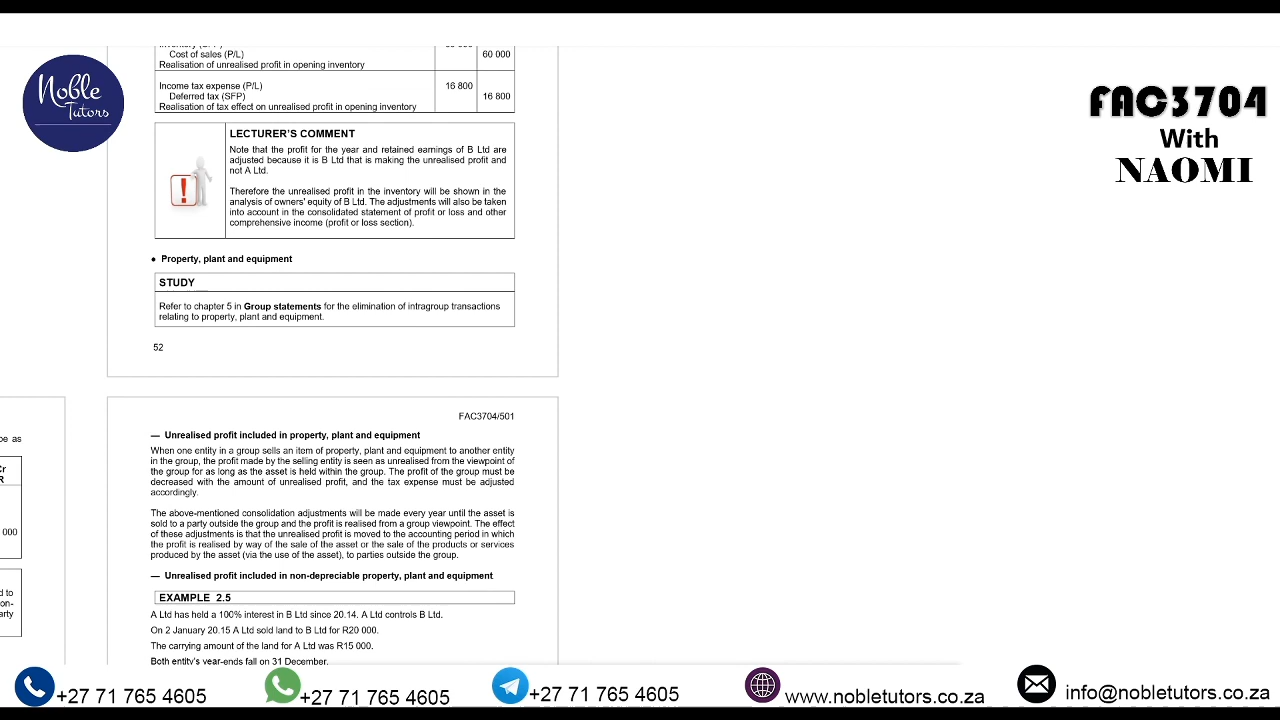 Cost of sales (P/L)
60 000
Realisation of unrealised profit in opening inventory
Income tax expense (P/L)
16 800
Deferred tax (SFP)
16 800
Realisation of tax effect on unrealised profit in opening inventory
LECTURER'S COMMENT
Note that the profit for the year and retained earnings of B Ltd are
adjusted because it is B Ltd that is making the unrealised profit and
not A Ltd.
Therefore the unrealised profit in the inventory will be shown in the
analysis of owners' equity of B Ltd. The adjustments will also be taken
into account in the consolidated statement of profit or loss and other
comprehensive income (profit or loss section).
• Property, plant and equipment
STUDY
Refer to chapter 5 in Group statements for the elimination of intragroup transactions
relating to property, plant and equipment.
52
FAC3704/501
— Unrealised profit included in property, plant and equipment
When one entity in a group sells an item of property, plant and equipment to another entity
in the group, the profit made by the selling entity is seen as unrealised from the viewpoint of
the group for as long as the asset is held within the group. The profit of the group must be
decreased with the amount of unrealised profit, and the tax expense must be adjusted
accordingly.
The above-mentioned consolidation adjustments will be made every year until the asset is
sold to a party outside the group and the profit is realised from a group viewpoint. The effect
of these adjustments is that the unrealised profit is moved to the accounting period in which
the profit is realised by way of the sale of the asset or the sale of the products or services
produced by the asset (via the use of the asset), to parties outside the group.
— Unrealised profit included in non-depreciable property, plant and equipment
EXAMPLE 2.5
A Ltd has held a 100% interest in B Ltd since 20.14. A Ltd controls B Ltd.
On 2 January 20.15 A Ltd sold land to B Ltd for R20 000.
The carrying amount of the land for A Ltd was R15 000.
Both entity's year-ends fall on 31 December.
be as
Cr
R
000
d to
on-
arty
Noble
Tutors
FAC3704
With
NAOMI
+27 71 765 4605
+27 71 765 4605
+27 71 765 4605
www.nobletutors.co.za
info@nobletutors.co.za